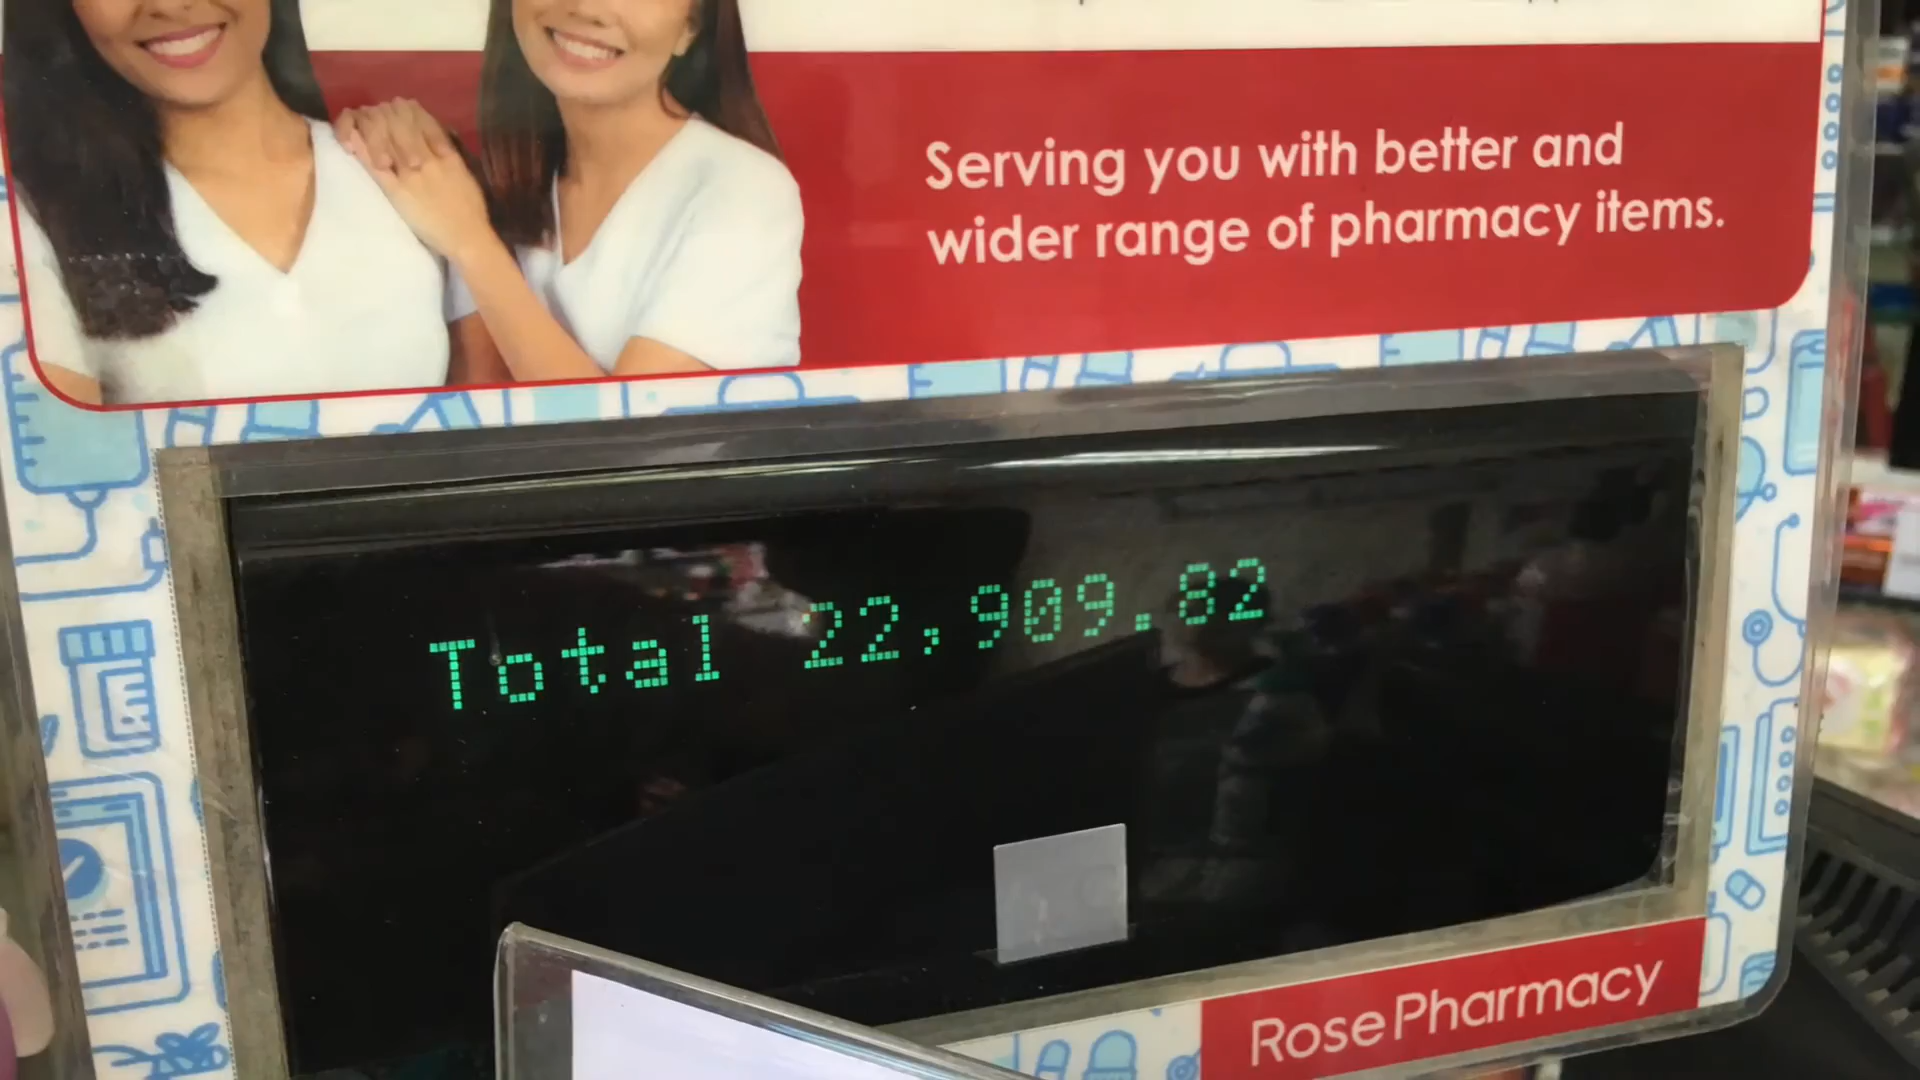 Serving you with better and
wider range of pharmacy items.
Total 22,909.82
RosePharmacy